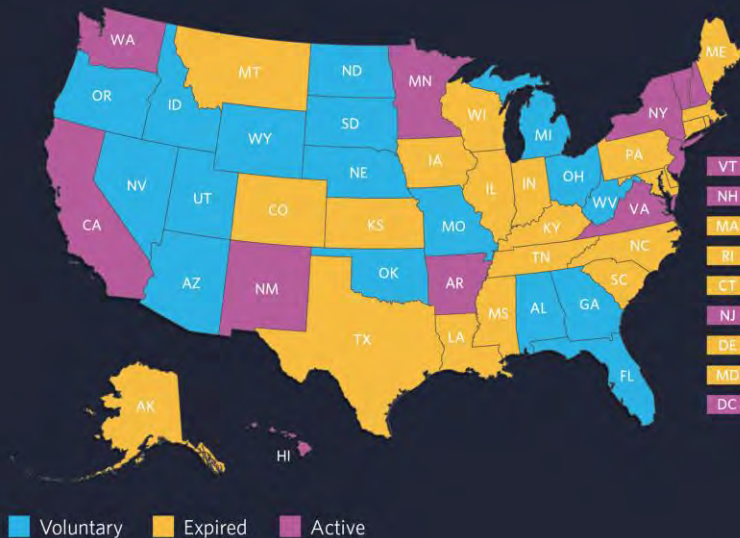 WA
MT
ND
MN
ME
OR
ID
WY
SD
WI
MI
NY
NV
UT
NE
IA
IL
IN
OH
PA
CA
CO
KS
MO
KY
WV
VA
AZ
NM
OK
AR
TN
NC
SC
TX
LA
MS
AL
GA
FL
AK
HI
VT
NH
MA
RI
CT
NJ
DE
MD
DC
Voluntary Expired Active